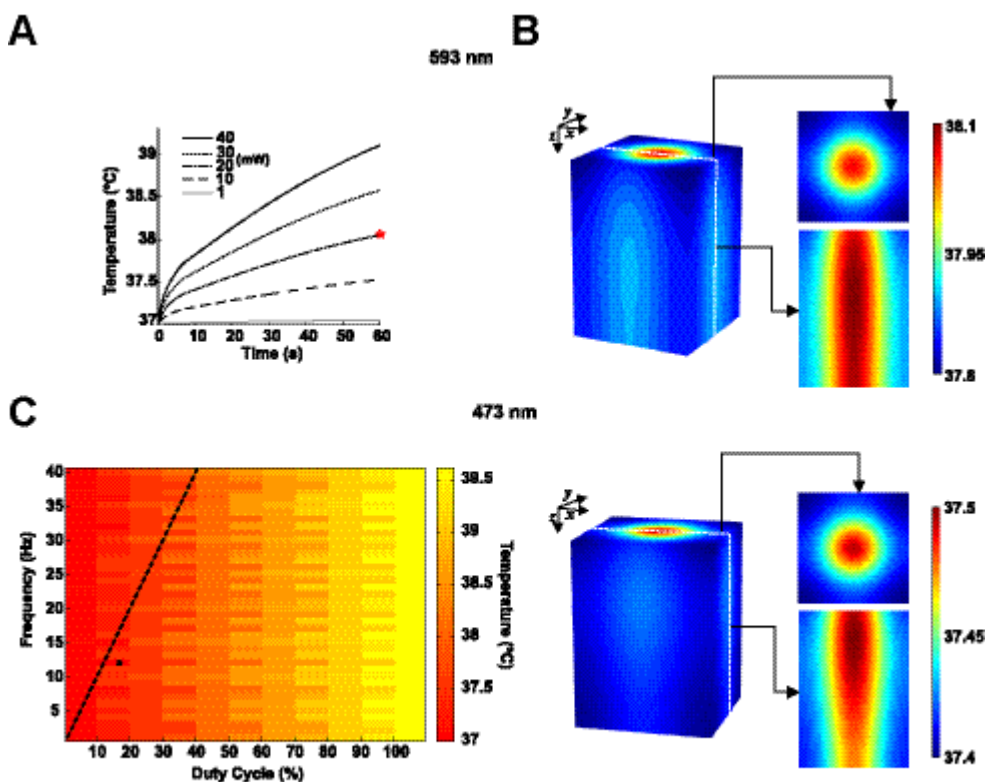 A
B
593 nm
40
30
20 (mW)
10
1
39
38.5
38
37.5
37
Temperature (ºC)
0 10 20 30 40 50 60
Time (s)
y
x
z
38.1
37.95
37.8
C
473 nm
40
35
30
25
20
15
10
5
Frequency (Hz)
10 20 30 40 50 60 70 80 90 100
Duty Cycle (%)
39.5
39
38.5
38
37.5
37
Temperature (ºC)
y
x
z
37.5
37.45
37.4